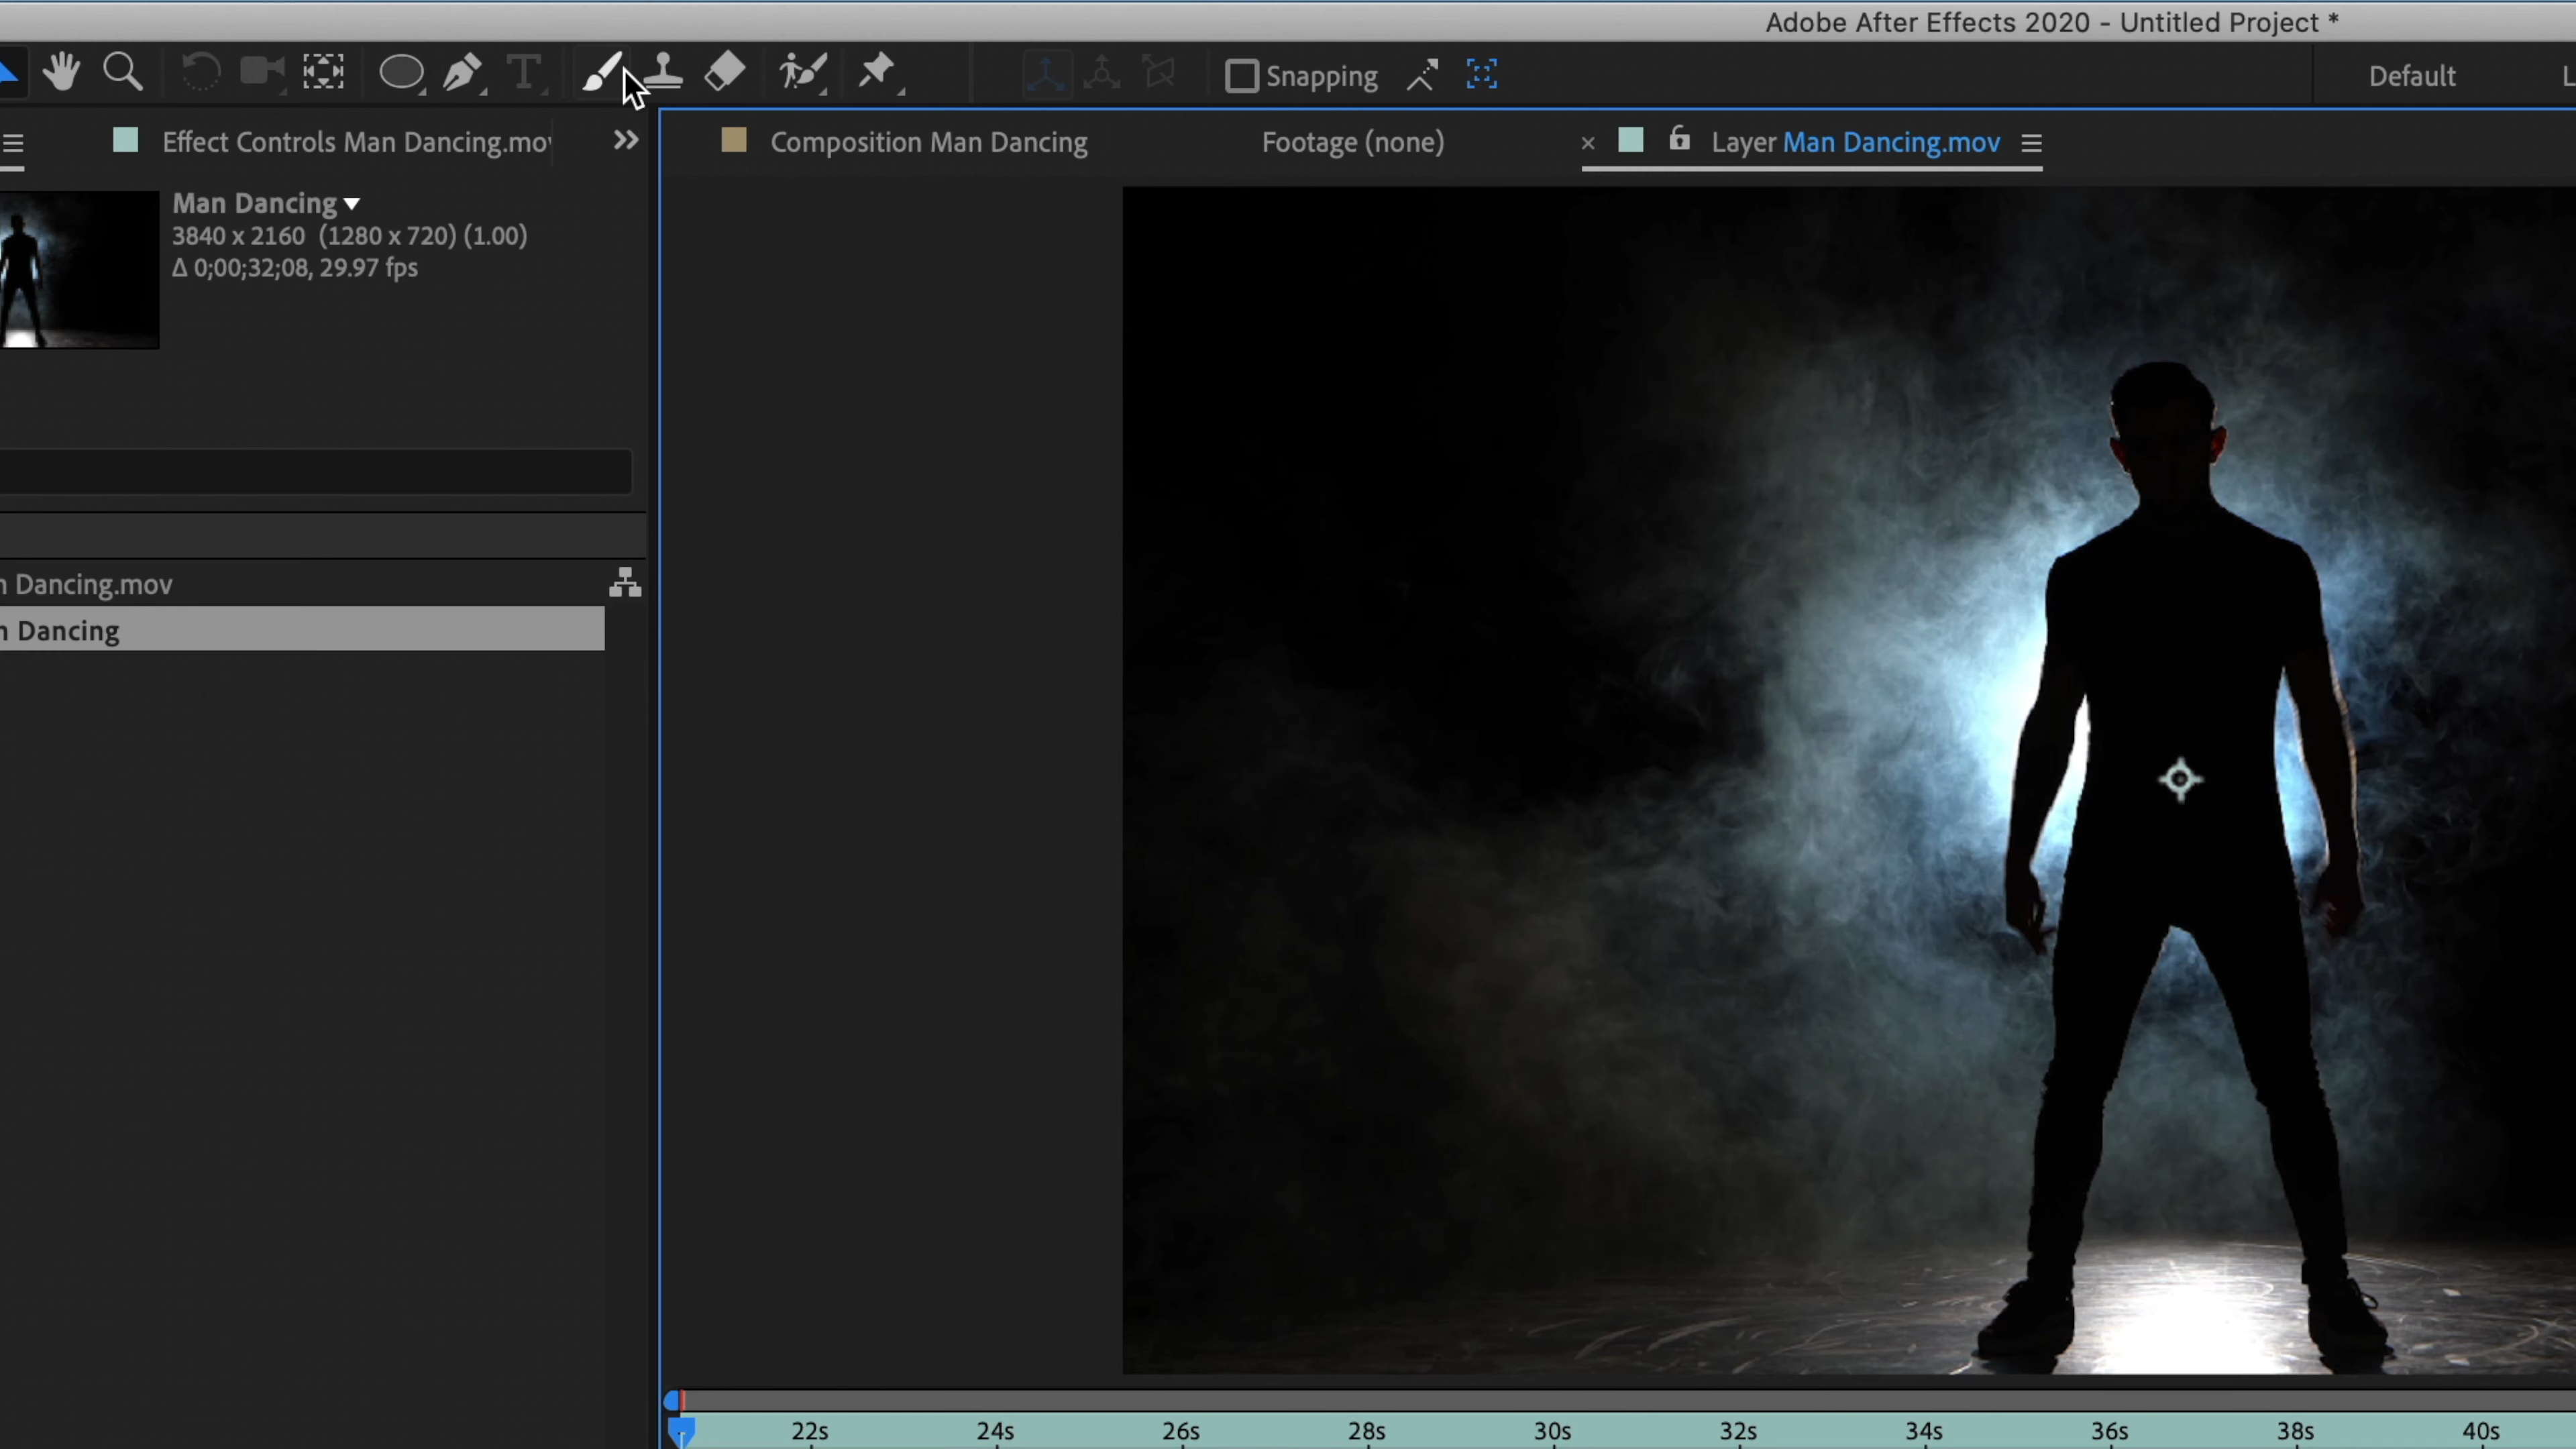 Adobe After Effects 2020 - Untitled Project *
Snapping
Default
Effect Controls Man Dancing.mov
Composition Man Dancing
Footage (none)
Layer Man Dancing.mov
Man Dancing
3840 x 2160 (1280 x 720) (1.00)
Δ 0;00;32;08, 29.97 fps
n Dancing.mov
n Dancing
22s 24s 26s 28s 30s 32s 34s 36s 38s 40s